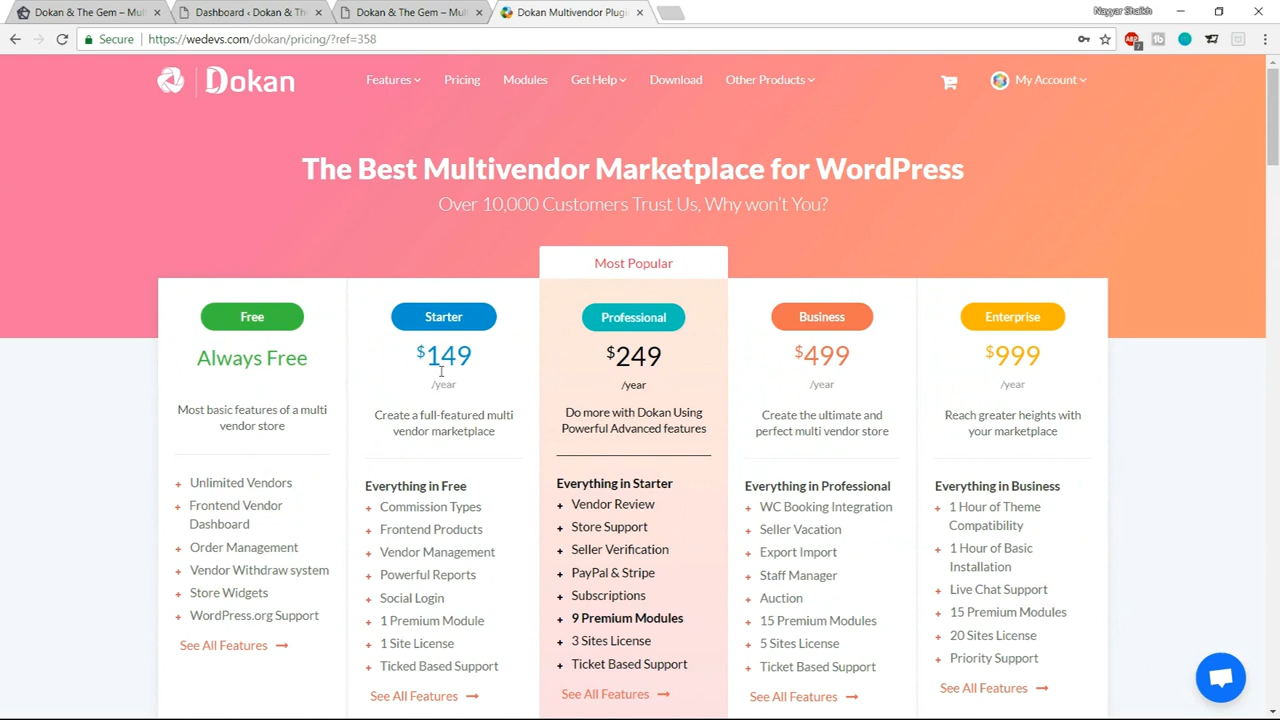 Dokan & The Gem – Mul
Dashboard ‹ Dokan & Th
Dokan & The Gem – Mul
Dokan Multivendor Plugi
Nayyar Shaikh
Secure
https://wedevs.com/dokan/pricing/?ref=358
Dokan
Features
Pricing
Modules
Get Help
Download
Other Products
My Account
The Best Multivendor Marketplace for WordPress
Over 10,000 Customers Trust Us, Why won't You?
Most Popular
Free
Always Free
Most basic features of a multi
vendor store
+ Unlimited Vendors
+ Frontend Vendor
Dashboard
+ Order Management
+ Vendor Withdraw system
+ Store Widgets
+ WordPress.org Support
See All Features
Starter
$149
/year
Create a full-featured multi
vendor marketplace
Everything in Free
+ Commission Types
+ Frontend Products
+ Vendor Management
+ Powerful Reports
+ Social Login
+ 1 Premium Module
+ 1 Site License
+ Ticked Based Support
See All Features
Professional
$249
/year
Do more with Dokan Using
Powerful Advanced features
Everything in Starter
+ Vendor Review
+ Store Support
+ Seller Verification
+ PayPal & Stripe
+ Subscriptions
+ 9 Premium Modules
+ 3 Sites License
+ Ticket Based Support
See All Features
Business
$499
/year
Create the ultimate and
perfect multi vendor store
Everything in Professional
+ WC Booking Integration
+ Seller Vacation
+ Export Import
+ Staff Manager
+ Auction
+ 15 Premium Modules
+ 5 Sites License
+ Ticket Based Support
See All Features
Enterprise
$999
/year
Reach greater heights with
your marketplace
Everything in Business
+ 1 Hour of Theme
Compatibility
+ 1 Hour of Basic
Installation
+ Live Chat Support
+ 15 Premium Modules
+ 20 Sites License
+ Priority Support
See All Features